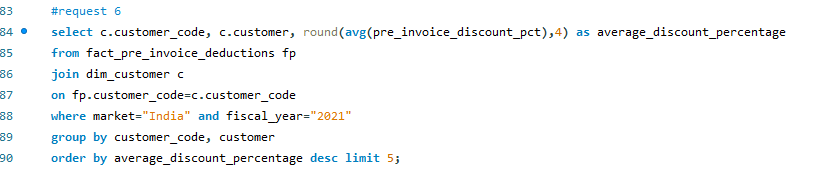 83 #request 6
84 select c.customer_code, c.customer, round(avg(pre_invoice_discount_pct),4) as average_discount_percentage
85 from fact_pre_invoice_deductions fp
86 join dim_customer c
87 on fp.customer_code=c.customer_code
88 where market="India" and fiscal_year="2021"
89 group by customer_code, customer
90 order by average_discount_percentage desc limit 5;